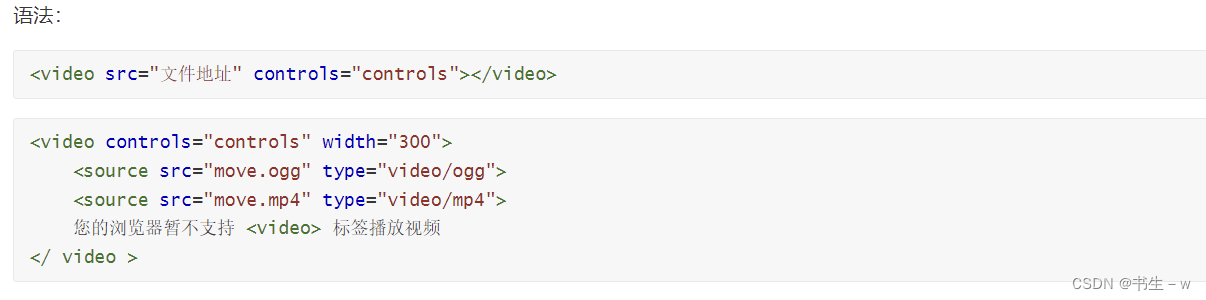 语法：
<video src="文件地址" controls="controls"></video>
<video controls="controls" width="300">
    <source src="move.ogg" type="video/ogg">
    <source src="move.mp4" type="video/mp4">
    您的浏览器暂不支持 <video> 标签播放视频
</ video >
CSDN @书生－w